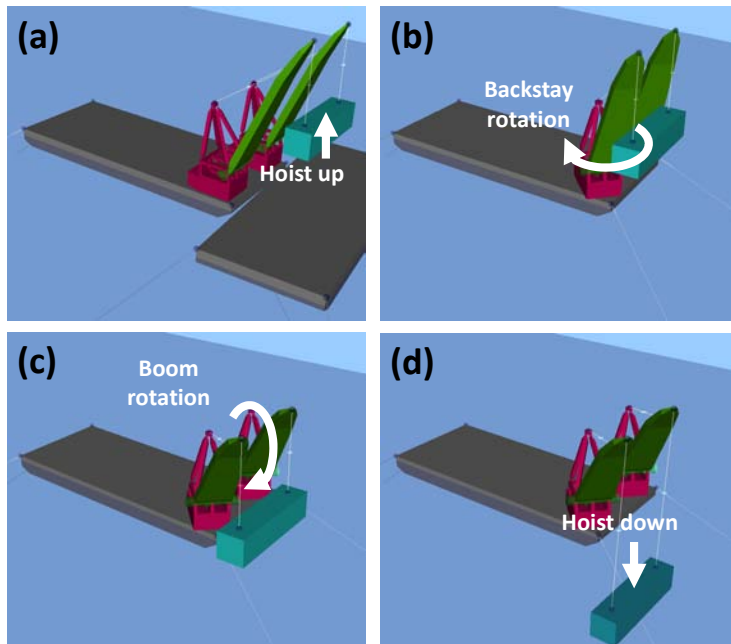 (a)
Hoist up
(b)
Backstay
rotation
(c)
Boom
rotation
(d)
Hoist down